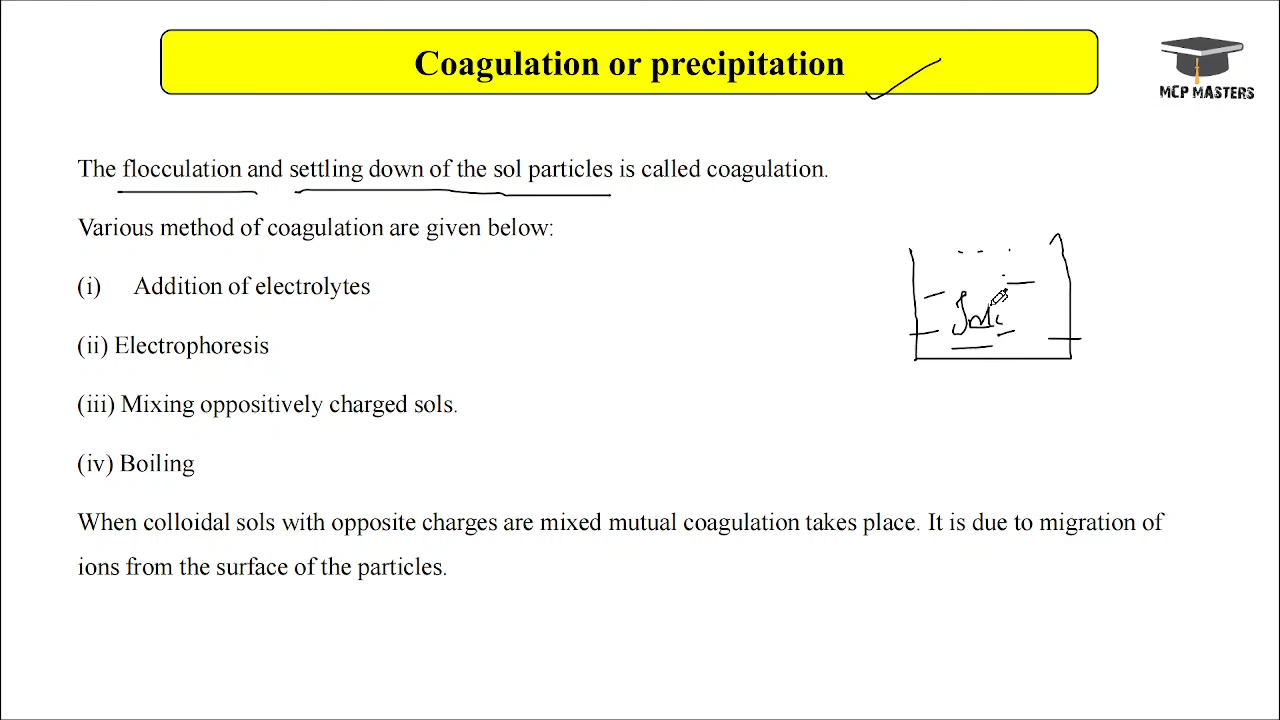 Coagulation or precipitation
MCP MASTERS
The flocculation and settling down of the sol particles is called coagulation.
Various method of coagulation are given below:
(i) Addition of electrolytes
(ii) Electrophoresis
(iii) Mixing oppositively charged sols.
(iv) Boiling
When colloidal sols with opposite charges are mixed mutual coagulation takes place. It is due to migration of
ions from the surface of the particles.